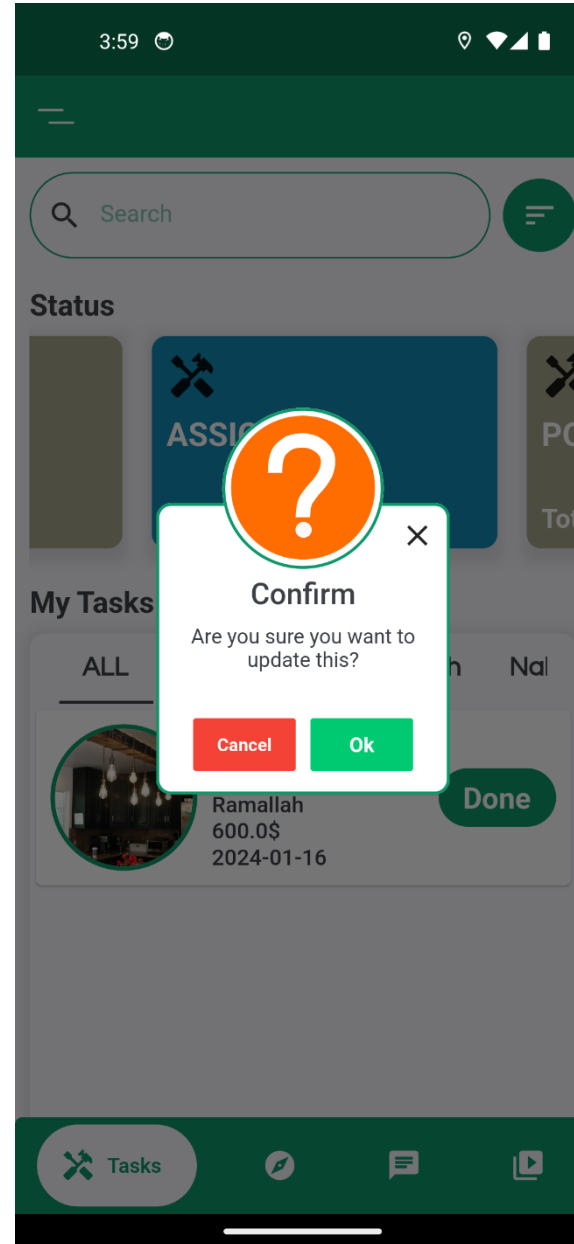 3:59
Search
Status
ASSI
PO
Tot
My Tasks
Confirm
Are you sure you want to
update this?
ALL
h
Nal
Cancel
Ok
Ramallah
600.0$
2024-01-16
Done
Tasks